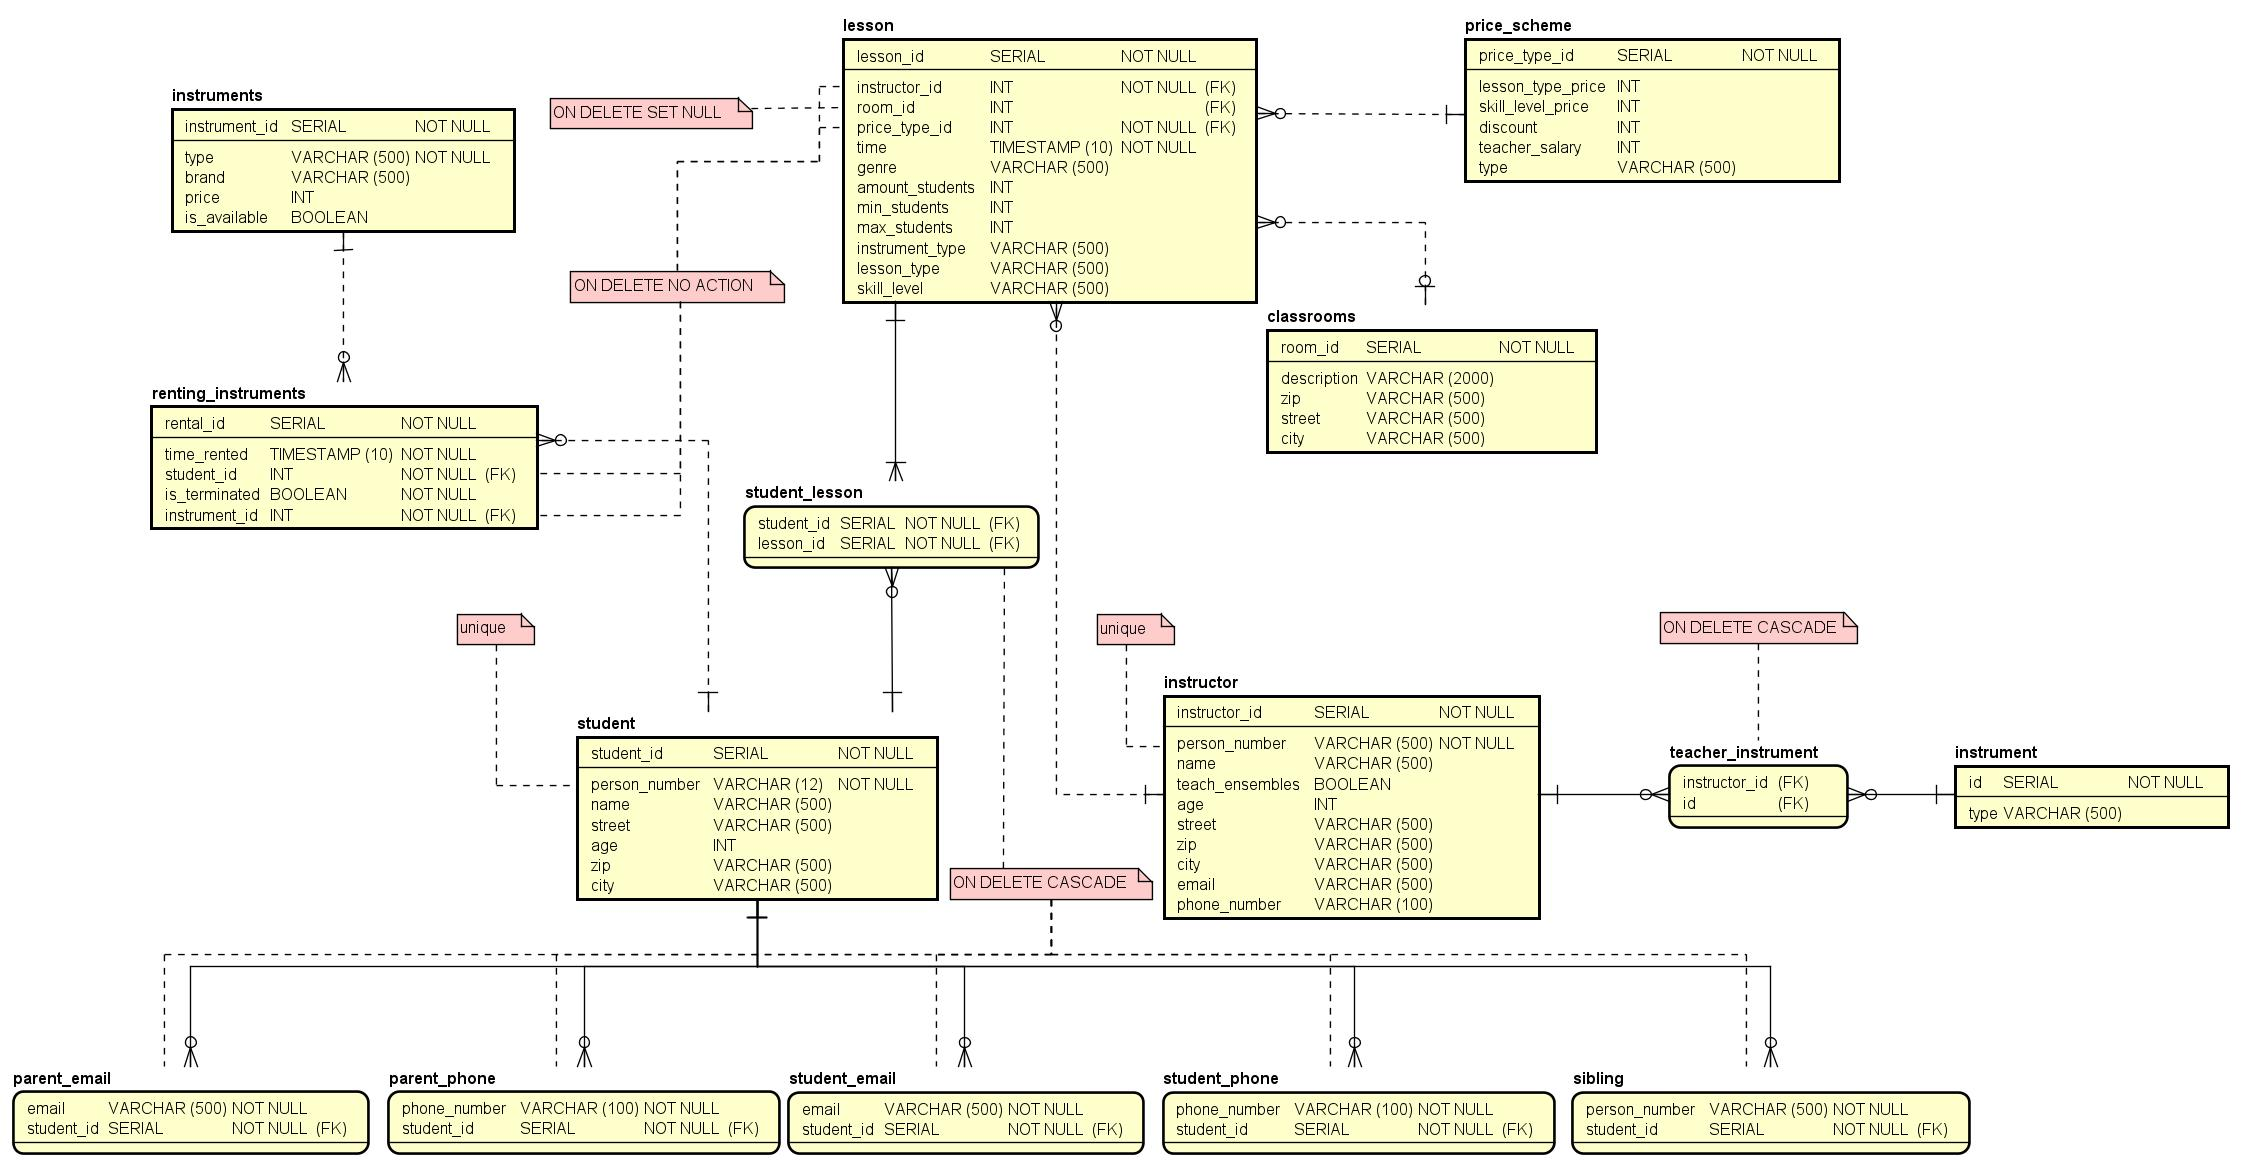 lesson
lesson_id SERIAL NOT NULL
instructor_id INT NOT NULL (FK)
room_id INT (FK)
price_type_id INT NOT NULL (FK)
time TIMESTAMP (10) NOT NULL
genre VARCHAR (500)
amount_students INT
min_students INT
max_students INT
instrument_type VARCHAR (500)
lesson_type VARCHAR (500)
skill_level VARCHAR (500)
price_scheme
price_type_id SERIAL NOT NULL
lesson_type_price INT
skill_level_price INT
discount INT
teacher_salary INT
type VARCHAR (500)
instruments
instrument_id SERIAL NOT NULL
type VARCHAR (500) NOT NULL
brand VARCHAR (500)
price INT
is_available BOOLEAN
ON DELETE SET NULL
ON DELETE NO ACTION
classrooms
room_id SERIAL NOT NULL
description VARCHAR (2000)
zip VARCHAR (500)
street VARCHAR (500)
city VARCHAR (500)
renting_instruments
rental_id SERIAL NOT NULL
time_rented TIMESTAMP (10) NOT NULL
student_id INT NOT NULL (FK)
is_terminated BOOLEAN NOT NULL
instrument_id INT NOT NULL (FK)
student_lesson
student_id SERIAL NOT NULL (FK)
lesson_id SERIAL NOT NULL (FK)
unique
unique
ON DELETE CASCADE
student
student_id SERIAL NOT NULL
person_number VARCHAR (12) NOT NULL
name VARCHAR (500)
street VARCHAR (500)
age INT
zip VARCHAR (500)
city VARCHAR (500)
instructor
instructor_id SERIAL NOT NULL
person_number VARCHAR (500) NOT NULL
name VARCHAR (500)
teach_ensembles BOOLEAN
age INT
street VARCHAR (500)
zip VARCHAR (500)
city VARCHAR (500)
email VARCHAR (500)
phone_number VARCHAR (100)
teacher_instrument
instructor_id (FK)
id (FK)
instrument
id SERIAL NOT NULL
type VARCHAR (500)
ON DELETE CASCADE
parent_email
email VARCHAR (500) NOT NULL
student_id SERIAL NOT NULL (FK)
parent_phone
phone_number VARCHAR (100) NOT NULL
student_id SERIAL NOT NULL (FK)
student_email
email VARCHAR (500) NOT NULL
student_id SERIAL NOT NULL (FK)
student_phone
phone_number VARCHAR (100) NOT NULL
student_id SERIAL NOT NULL (FK)
sibling
person_number VARCHAR (500) NOT NULL
student_id SERIAL NOT NULL (FK)